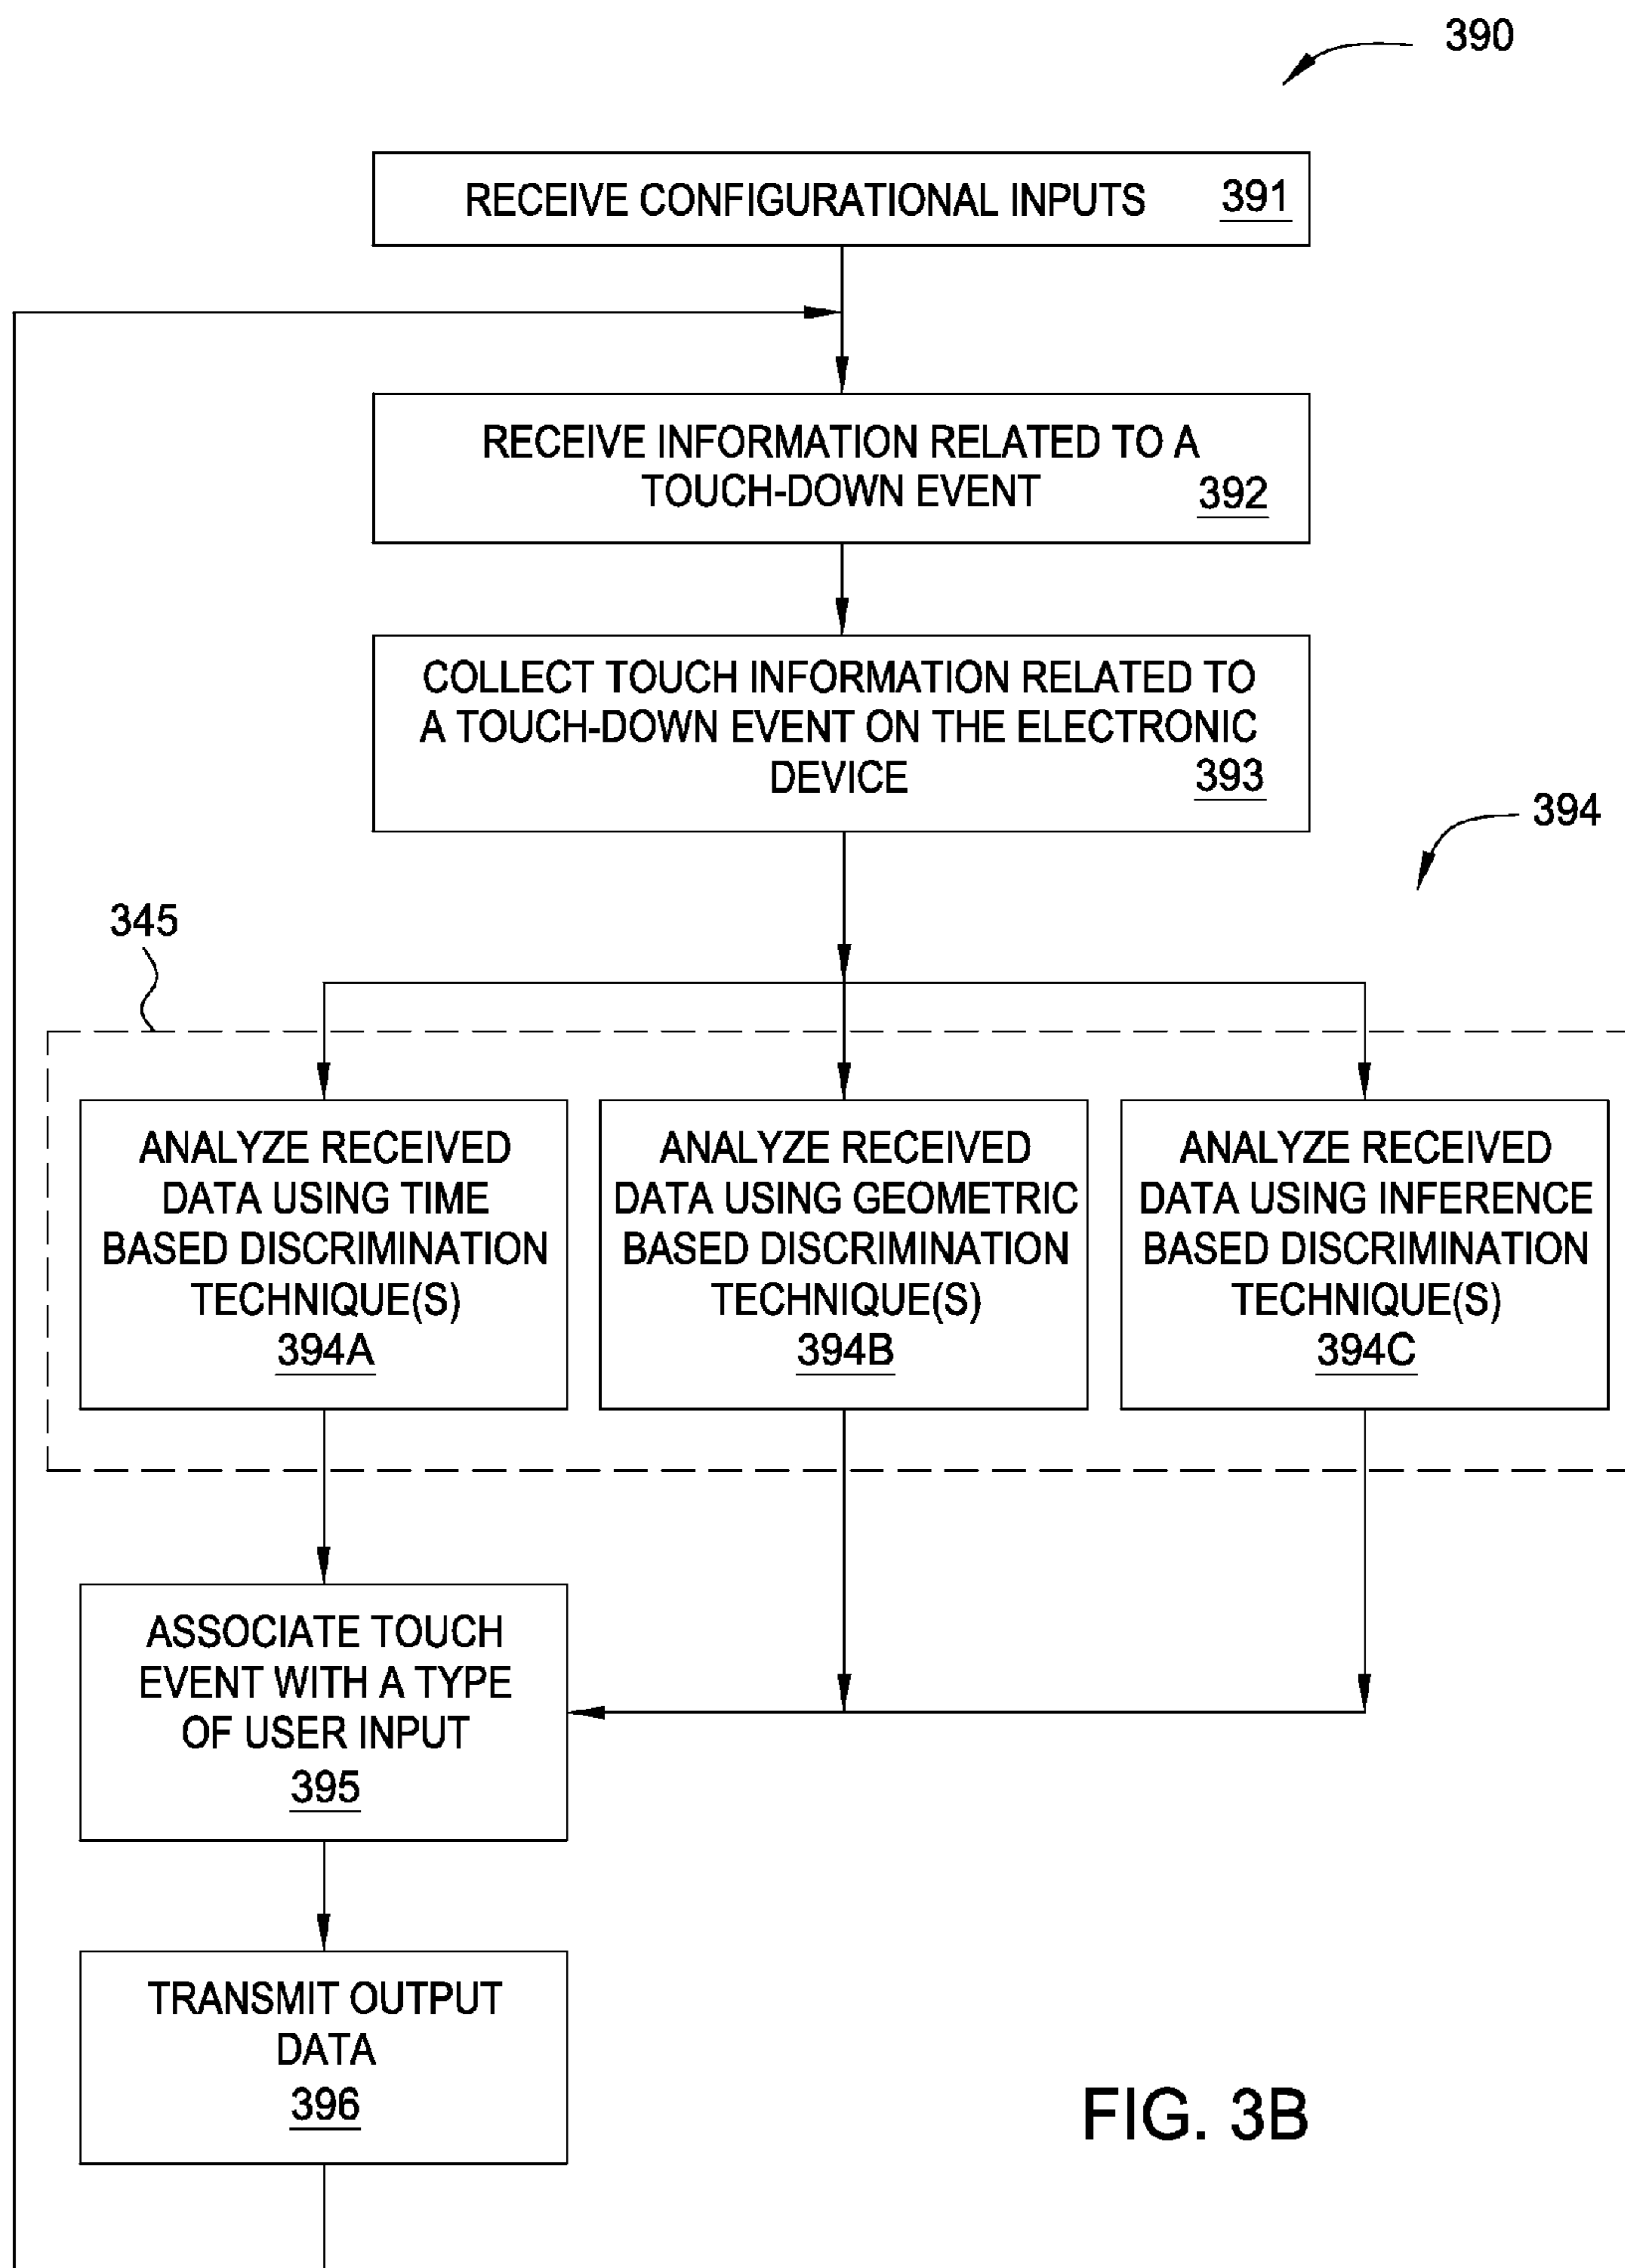 390
RECEIVE CONFIGURATIONAL INPUTS 391
RECEIVE INFORMATION RELATED TO A
TOUCH-DOWN EVENT 392
COLLECT TOUCH INFORMATION RELATED TO
A TOUCH-DOWN EVENT ON THE ELECTRONIC
DEVICE 393
394
345
ANALYZE RECEIVED
DATA USING TIME
BASED DISCRIMINATION
TECHNIQUE(S)
394A
ANALYZE RECEIVED
DATA USING GEOMETRIC
BASED DISCRIMINATION
TECHNIQUE(S)
394B
ANALYZE RECEIVED
DATA USING INFERENCE
BASED DISCRIMINATION
TECHNIQUE(S)
394C
ASSOCIATE TOUCH
EVENT WITH A TYPE
OF USER INPUT
395
TRANSMIT OUTPUT
DATA
396
FIG. 3B